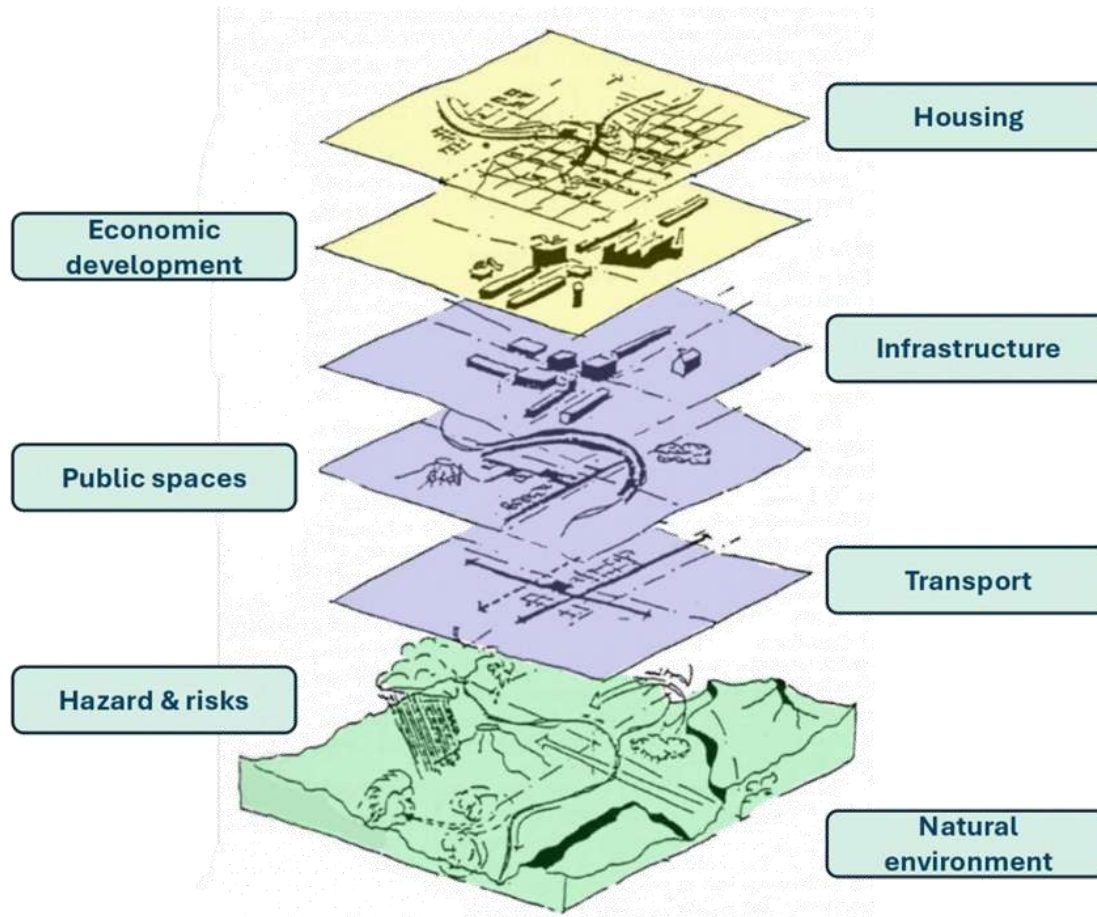 Housing
Economic
development
Infrastructure
Public spaces
Transport
Hazard & risks
Natural
environment